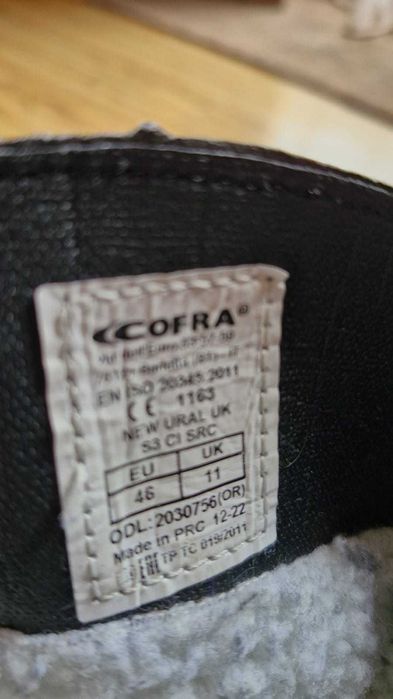 COFRA®
EN ISO 20345:2011
CE 1163
NEW URAL UK
S3 CI SRC
EU UK
46 11
ODL: 2030756(OR)
Made in PRC 12-22
EAC TP TC 019/2011